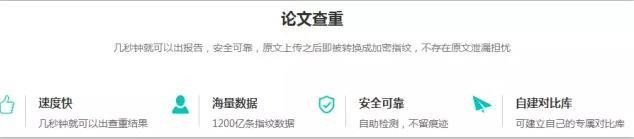 论文查重
几秒钟就可以出报告，安全可靠，原文上传之后即被转换成加密指纹，不存在原文泄漏担忧
速度快
几秒钟就可以出查重结果
海量数据
1200亿条指纹数据
安全可靠
自动检测，不留痕迹
自建对比库
可建立自己的专属对比库